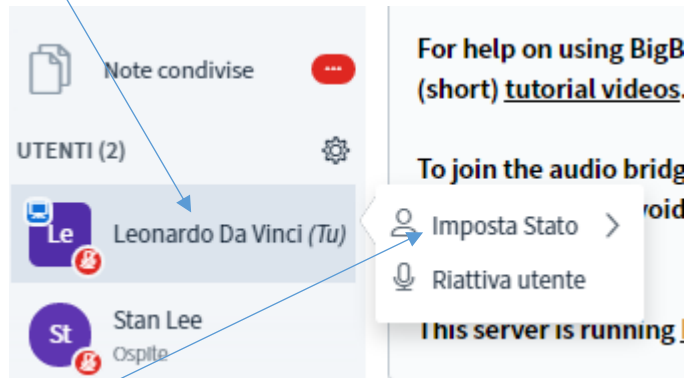 Note condivise
UTENTI (2)
Le
Leonardo Da Vinci (Tu)
St
Stan Lee
Ospite
Imposta Stato
Riattiva utente
For help on using BigB
(short) tutorial videos.
To join the audio bridg
void
This server is running